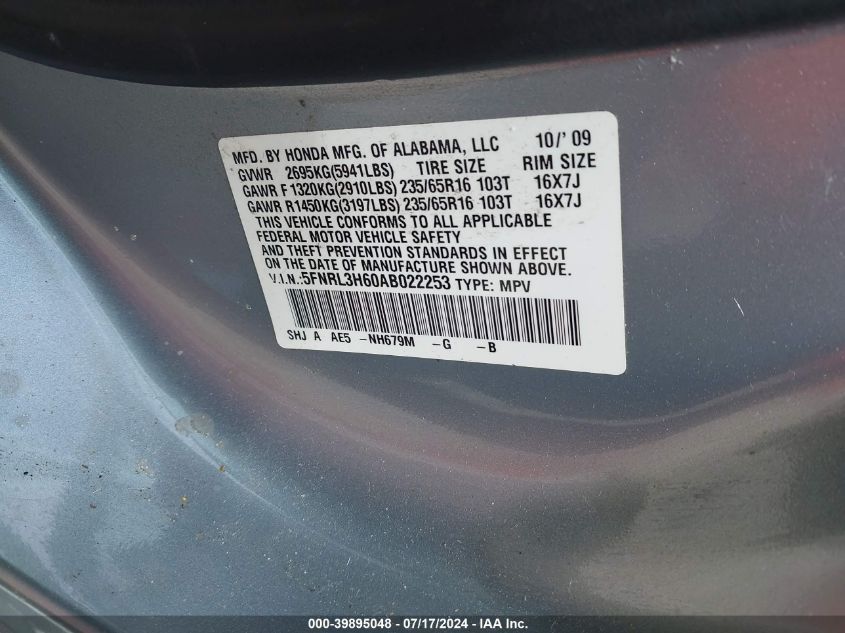 MFD. BY HONDA MFG. OF ALABAMA, LLC 10/' 09
GVWR 2695KG(5941LBS) TIRE SIZE RIM SIZE
GAWR F 1320KG(2910LBS) 235/65R16 103T 16X7J
GAWR R1450KG(3197LBS) 235/65R16 103T 16X7J
THIS VEHICLE CONFORMS TO ALL APPLICABLE
FEDERAL MOTOR VEHICLE SAFETY
AND THEFT PREVENTION STANDARDS IN EFFECT
ON THE DATE OF MANUFACTURE SHOWN ABOVE.
V.I.N.:5FNRL3H60AB022253 TYPE: MPV
SHJ A AE5 -NH679M -G -B
000-39895048 - 07/17/2024 - IAAI.com.